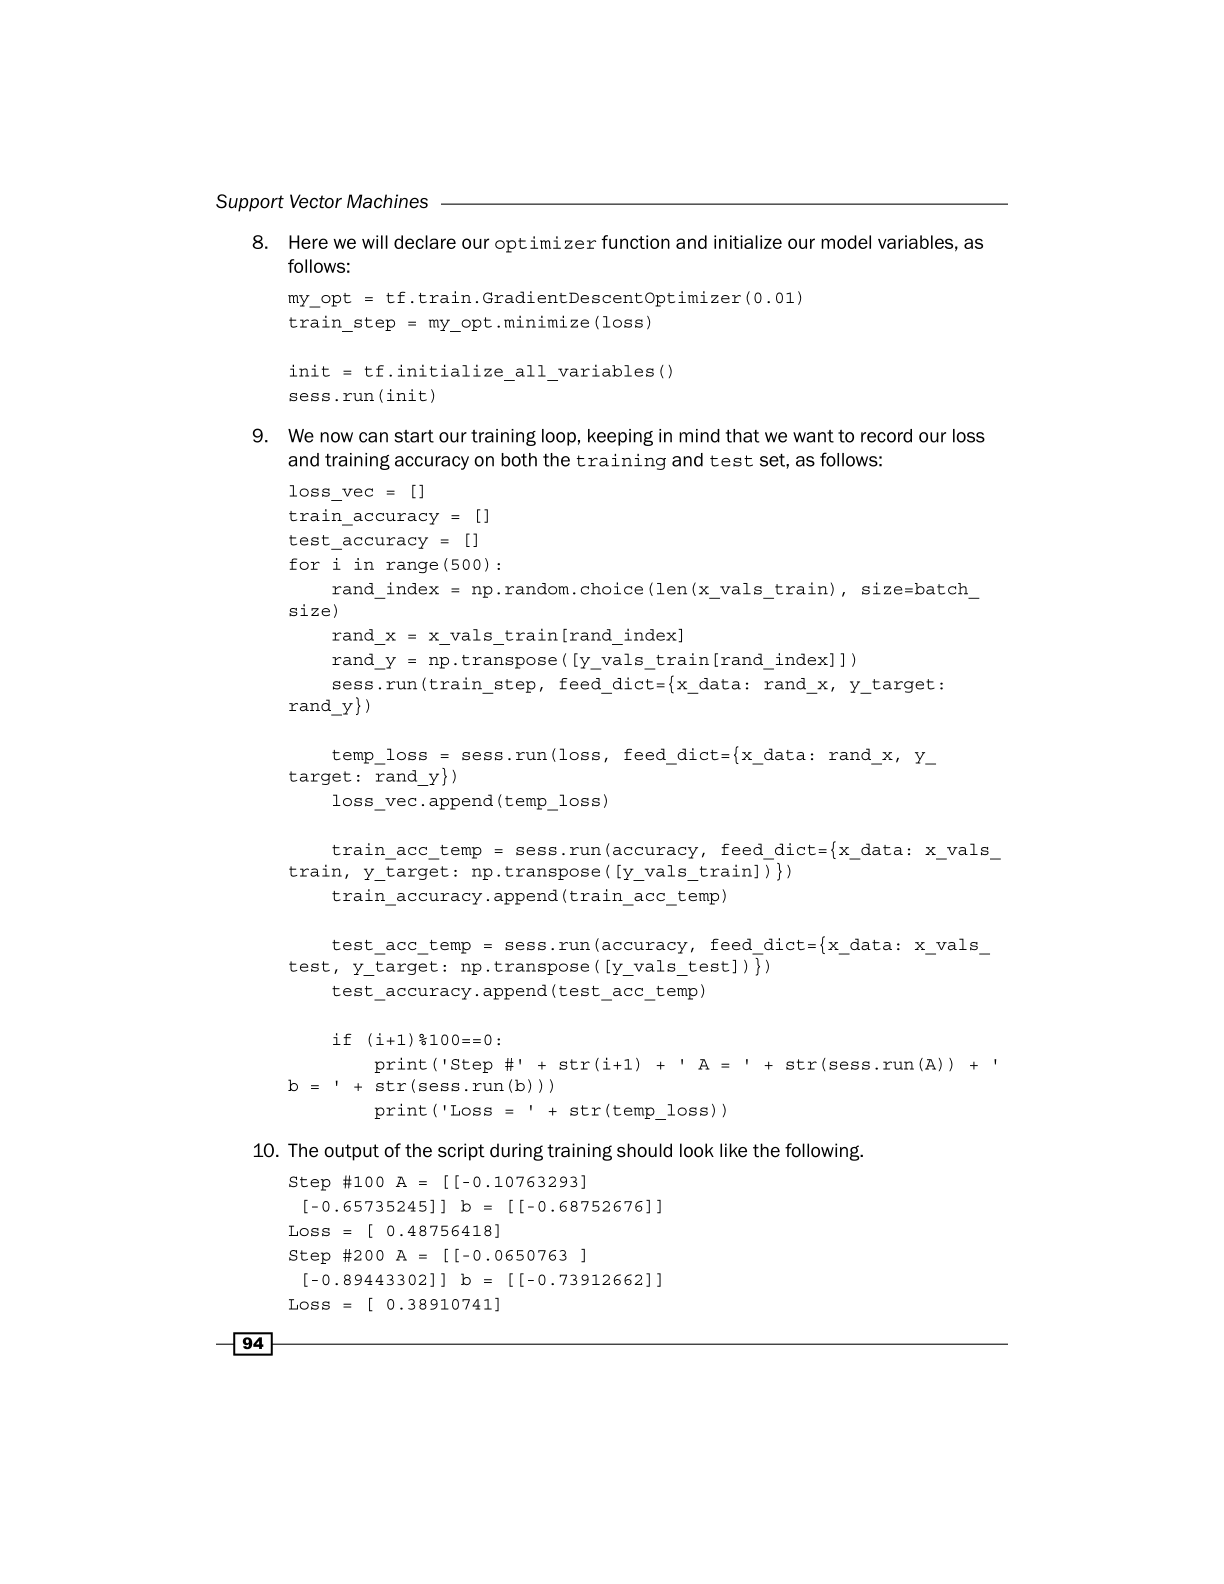 Support Vector Machines
8. Here we will declare our optimizer function and initialize our model variables, as
follows:
my_opt = tf.train.GradientDescentOptimizer(0.01)
train_step = my_opt.minimize(loss)
init = tf.initialize_all_variables()
sess.run(init)
9. We now can start our training loop, keeping in mind that we want to record our loss
and training accuracy on both the training and test set, as follows:
loss_vec = []
train_accuracy = []
test_accuracy = []
for i in range(500):
    rand_index = np.random.choice(len(x_vals_train), size=batch_
size)
    rand_x = x_vals_train[rand_index]
    rand_y = np.transpose([y_vals_train[rand_index]])
    sess.run(train_step, feed_dict={x_data: rand_x, y_target:
rand_y})
    temp_loss = sess.run(loss, feed_dict={x_data: rand_x, y_
target: rand_y})
    loss_vec.append(temp_loss)
    train_acc_temp = sess.run(accuracy, feed_dict={x_data: x_vals_
train, y_target: np.transpose([y_vals_train])})
    train_accuracy.append(train_acc_temp)
    test_acc_temp = sess.run(accuracy, feed_dict={x_data: x_vals_
test, y_target: np.transpose([y_vals_test])})
    test_accuracy.append(test_acc_temp)
    if (i+1)%100==0:
        print('Step #' + str(i+1) + ' A = ' + str(sess.run(A)) + '
b = ' + str(sess.run(b)))
        print('Loss = ' + str(temp_loss))
10. The output of the script during training should look like the following.
Step #100 A = [[-0.10763293]
 [-0.65735245]] b = [[-0.68752676]]
Loss = [ 0.48756418]
Step #200 A = [[-0.0650763 ]
 [-0.89443302]] b = [[-0.73912662]]
Loss = [ 0.38910741]
94